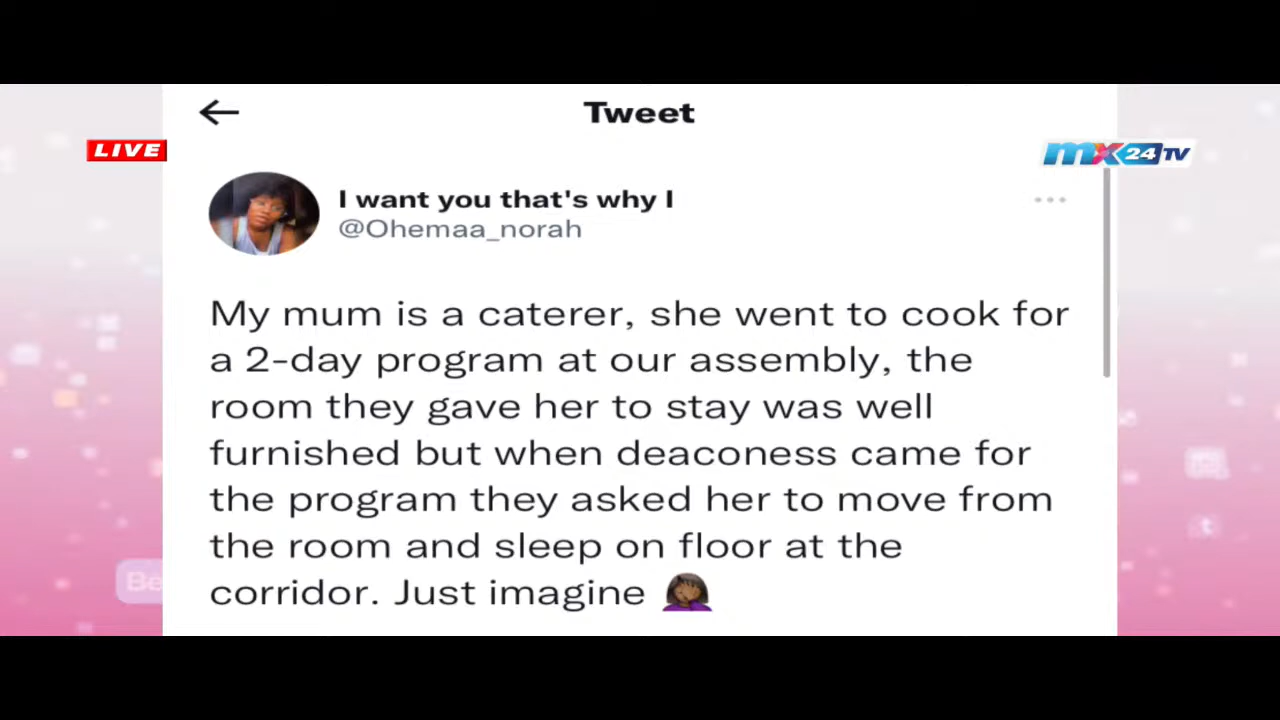 Tweet
LIVE
mx24TV
I want you that's why I
@Ohemaa_norah
My mum is a caterer, she went to cook for
a 2-day program at our assembly, the
room they gave her to stay was well
furnished but when deaconess came for
the program they asked her to move from
the room and sleep on floor at the
corridor. Just imagine 🤦🏾‍♀️
Be
t